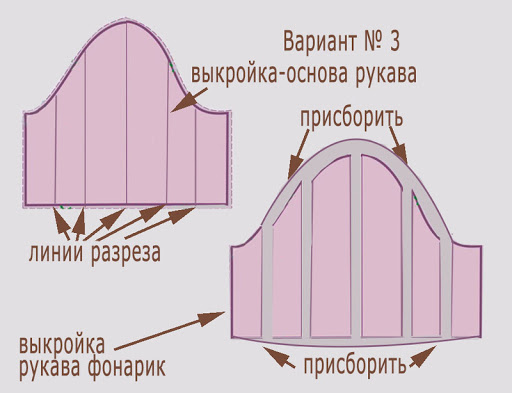 Вариант № 3
выкройка-основа рукава
присборить
линии разреза
выкройка
рукава фонарик
присборить